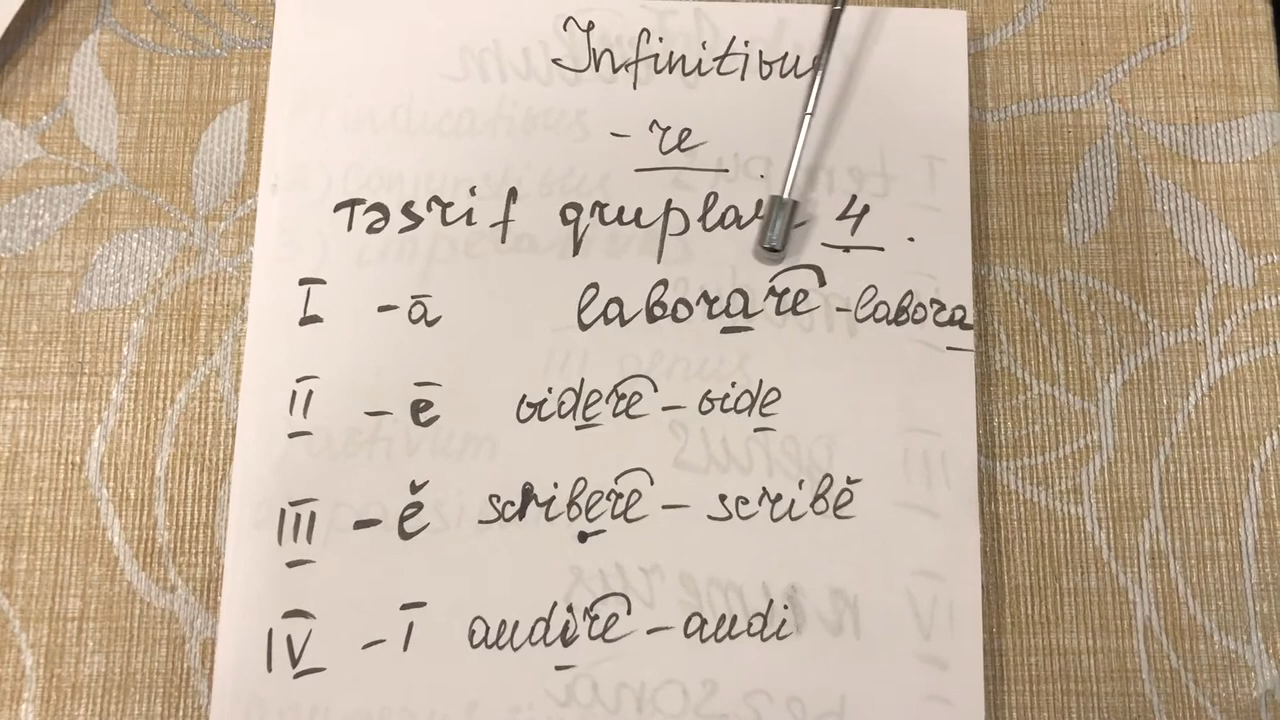 Infinitivus
- re
Təsrif qrupları 4.
I - ā laborare - labora
II - ē videre - vide
III - ĕ scribere - scribĕ
IV - ī audire - audi